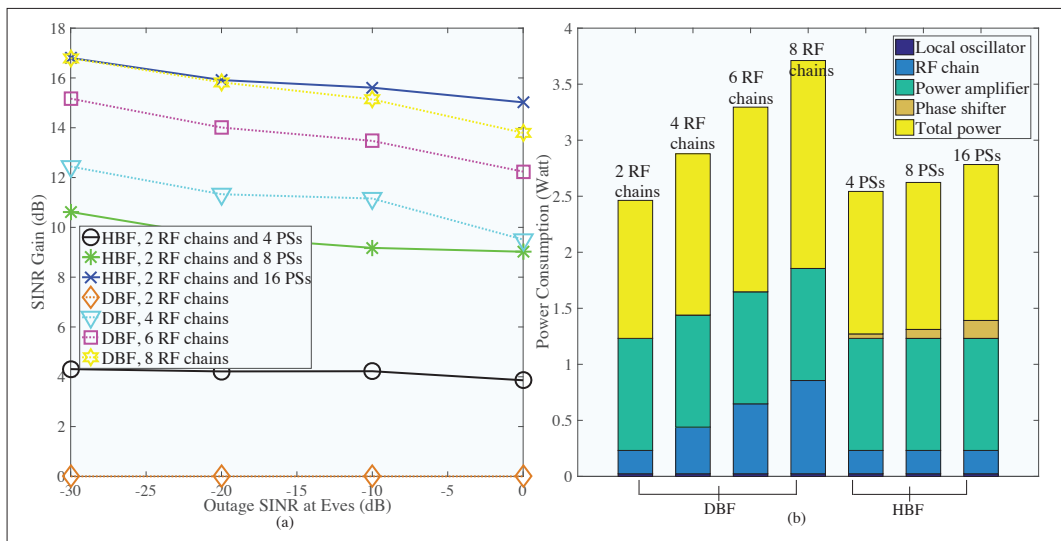 18
16
14
12
10
8
6
4
2
0
SINR Gain (dB)
HBF, 2 RF chains and 4 PSs
HBF, 2 RF chains and 8 PSs
HBF, 2 RF chains and 16 PSs
DBF, 2 RF chains
DBF, 4 RF chains
DBF, 6 RF chains
DBF, 8 RF chains
-30
-25
-20
-15
-10
-5
0
Outage SINR at Eves (dB)
(a)
4
3.5
3
2.5
2
1.5
1
0.5
0
Power Consumption (Watt)
2 RF
chains
4 RF
chains
6 RF
chains
8 RF
chains
4 PSs
8 PSs
16 PSs
Local oscillator
RF chain
Power amplifier
Phase shifter
Total power
DBF
HBF
(b)